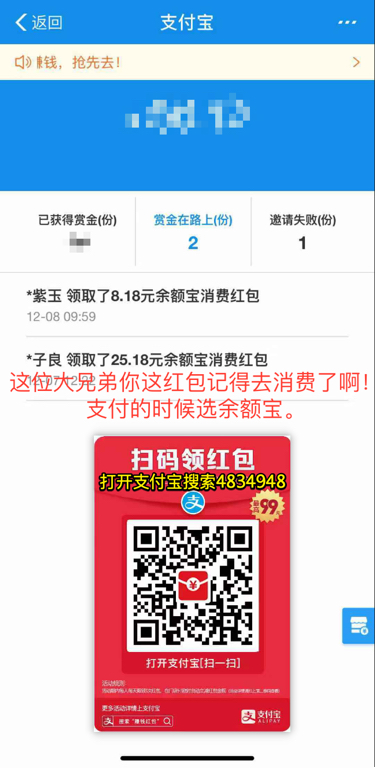 返回
支付宝
赚钱，抢先去！
已获得赏金(份)
赏金在路上(份)
邀请失败(份)
2
1
*紫玉 领取了8.18元余额宝消费红包
12-08 09:59
*子良 领取了25.18元余额宝消费红包
这位大兄弟你这红包记得去消费了啊！
支付的时候选余额宝。
扫码领红包
打开支付宝搜索4834948
支
最高
99
元
打开支付宝[扫一扫]
活动规则
更多活动详情上支付宝
搜索“赚钱红包”
支付宝
ALIPAY